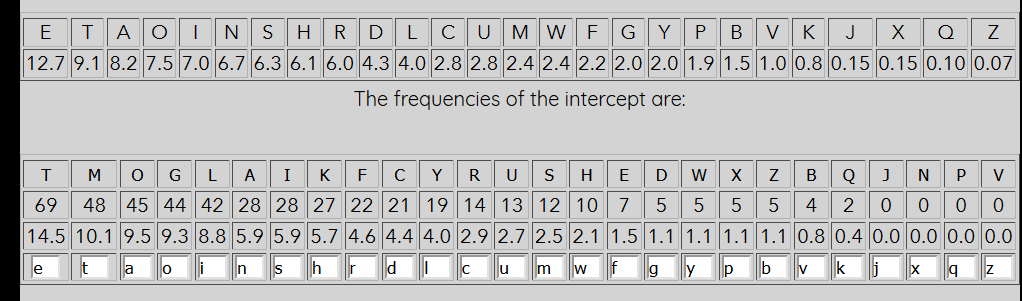 E T A O I N S H R D L C U M W F G Y P B V K J X Q Z
12.7 9.1 8.2 7.5 7.0 6.7 6.3 6.1 6.0 4.3 4.0 2.8 2.8 2.4 2.4 2.2 2.0 2.0 1.9 1.5 1.0 0.8 0.15 0.15 0.10 0.07
The frequencies of the intercept are:
T M O G L A I K F C Y R U S H E D W X Z B Q J N P V
69 48 45 44 42 28 28 27 22 21 19 14 13 12 10 7 5 5 5 5 4 2 0 0 0 0
14.5 10.1 9.5 9.3 8.8 5.9 5.9 5.7 4.6 4.4 4.0 2.9 2.7 2.5 2.1 1.5 1.1 1.1 1.1 1.1 0.8 0.4 0.0 0.0 0.0 0.0
e t a o i n s h r d l c u m w f g y p b v k j x q z